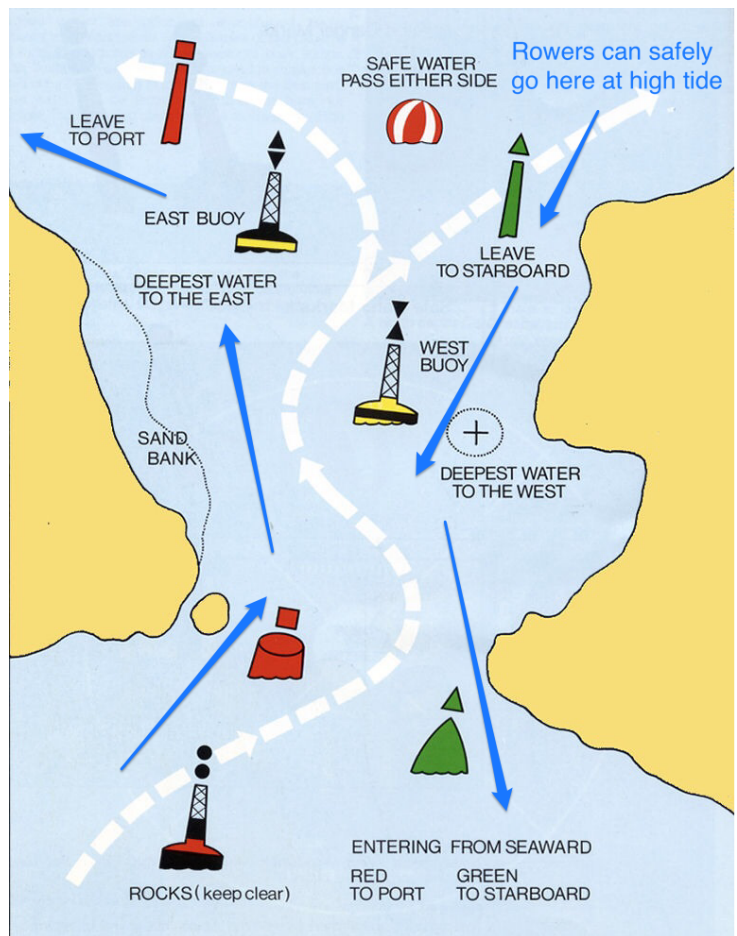 Rowers can safely
go here at high tide
SAFE WATER
PASS EITHER SIDE
LEAVE
TO PORT
EAST BUOY
LEAVE
TO STARBOARD
DEEPEST WATER
TO THE EAST
WEST
BUOY
SAND
BANK
DEEPEST WATER
TO THE WEST
ENTERING FROM SEAWARD
RED
TO PORT
GREEN
TO STARBOARD
ROCKS (keep clear)